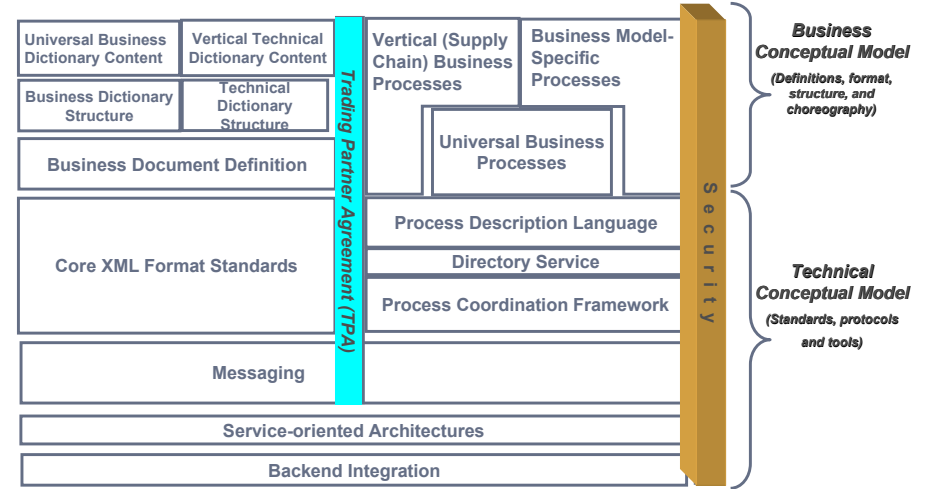 Universal Business
Dictionary Content
Vertical Technical
Dictionary Content
Business Dictionary
Structure
Technical
Dictionary
Structure
Business Document Definition
Core XML Format Standards
Trading Partner Agreement (TPA)
Vertical (Supply
Chain) Business
Processes
Business Model-
Specific
Processes
Universal Business
Processes
Process Description Language
Directory Service
Process Coordination Framework
Messaging
Service-oriented Architectures
Backend Integration
Security
Business
Conceptual Model
(Definitions, format,
structure, and
choreography)
Technical
Conceptual Model
(Standards, protocols
and tools)